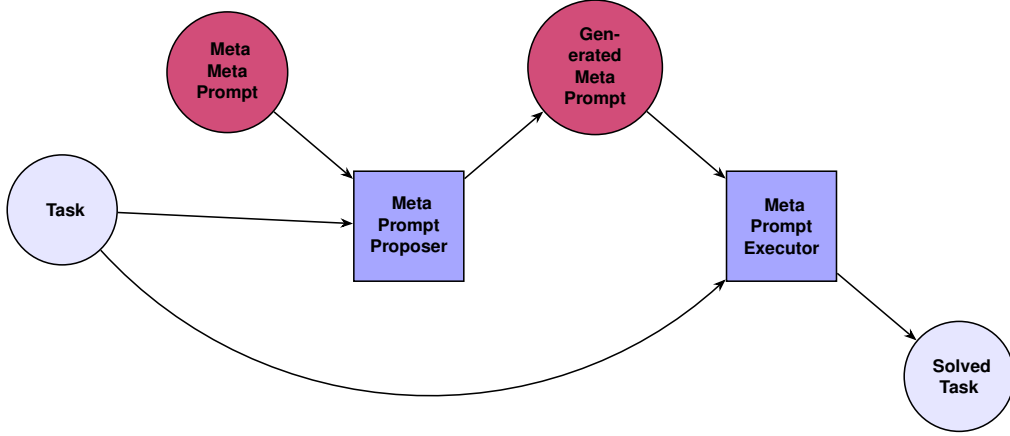 Meta
Meta
Prompt
Gen-
erated
Meta
Prompt
Task
Meta
Prompt
Proposer
Meta
Prompt
Executor
Solved
Task